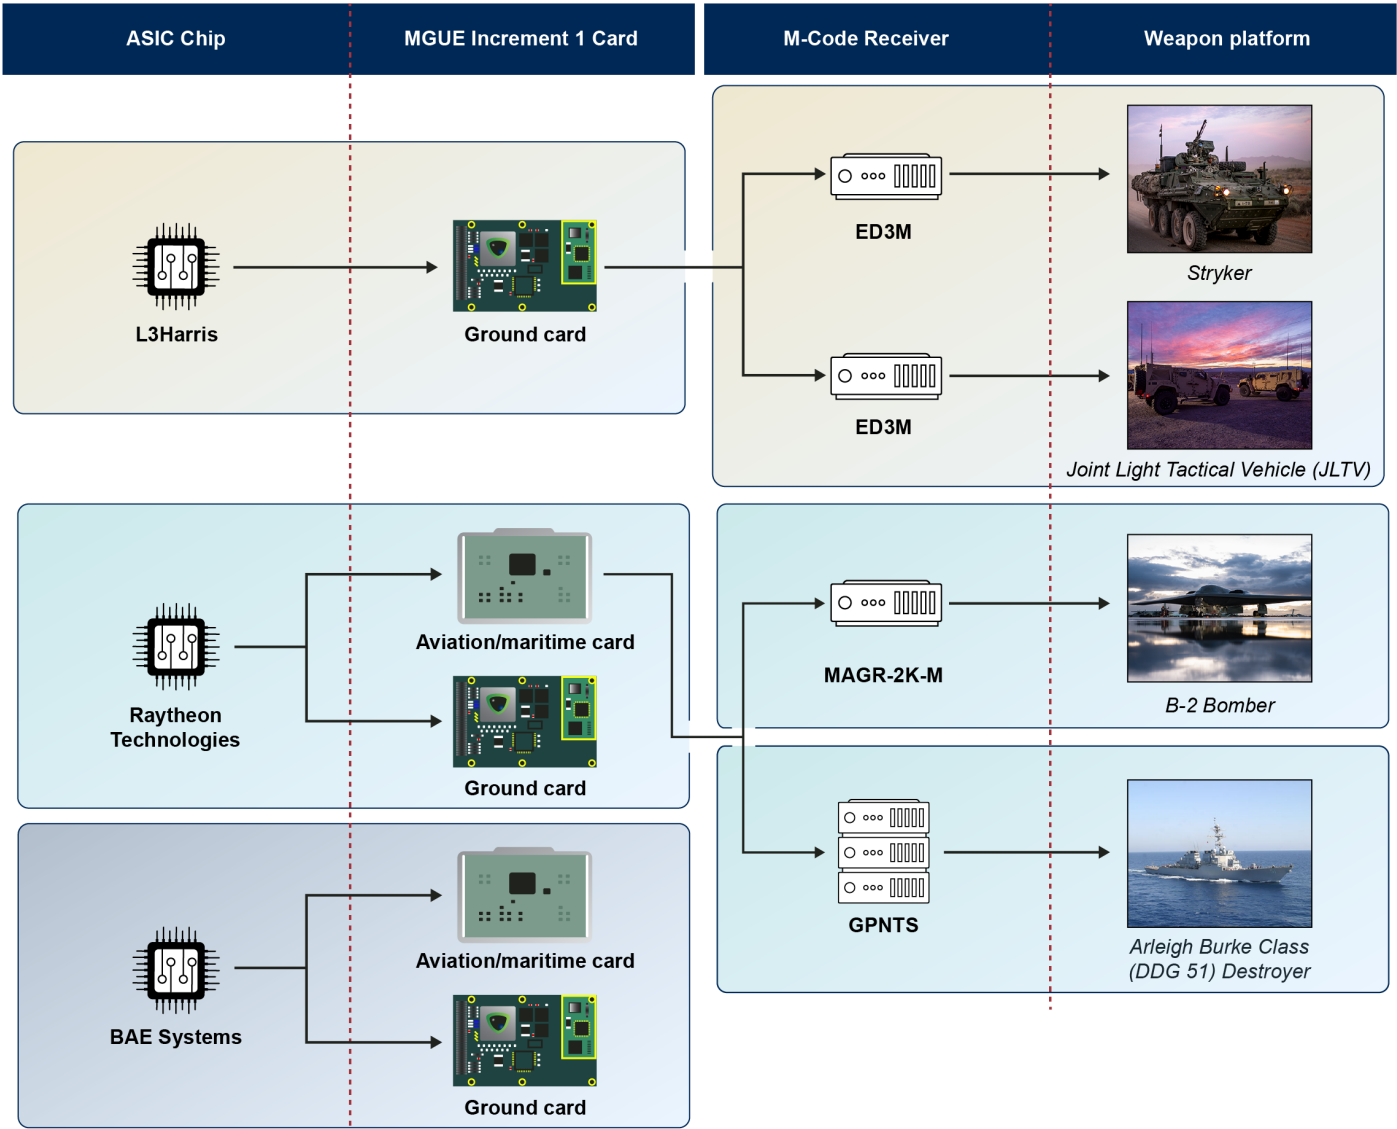 ASIC Chip
MGUE Increment 1 Card
M-Code Receiver
Weapon platform
L3Harris
Ground card
ED3M
Stryker
ED3M
Joint Light Tactical Vehicle (JLTV)
Raytheon
Technologies
Aviation/maritime card
Ground card
MAGR-2K-M
B-2 Bomber
GPNTS
Arleigh Burke Class
(DDG 51) Destroyer
BAE Systems
Aviation/maritime card
Ground card